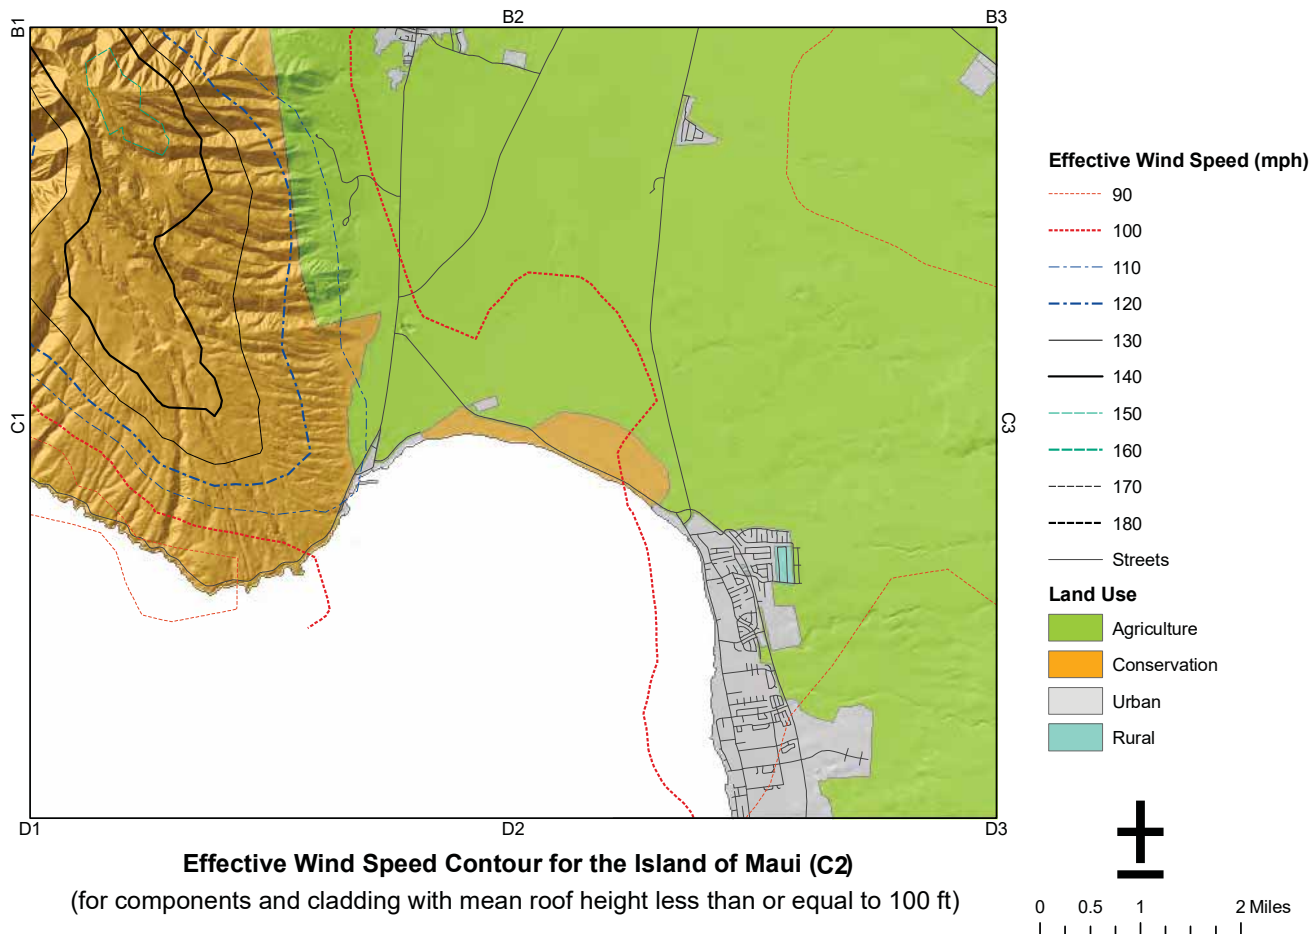 B1
B2
B3
C1
C3
D1
D2
D3
Effective Wind Speed (mph)
90
100
110
120
130
140
150
160
170
180
Streets
Land Use
Agriculture
Conservation
Urban
Rural
Effective Wind Speed Contour for the Island of Maui (C2)
(for components and cladding with mean roof height less than or equal to 100 ft)
0 0.5 1 2 Miles